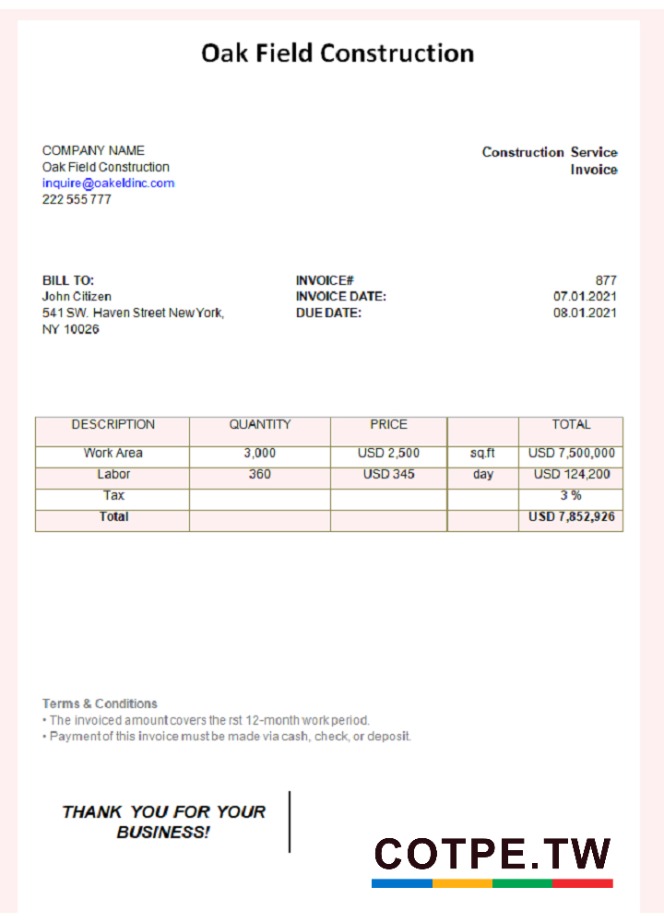 Oak Field Construction
COMPANY NAME
Oak Field Construction
inquire@oakeldinc.com
222 555 777
Construction Service
Invoice
BILL TO:
John Citizen
541 SW. Haven Street New York,
NY 10026
INVOICE# 877
INVOICE DATE: 07.01.2021
DUE DATE: 08.01.2021
DESCRIPTION QUANTITY PRICE TOTAL
Work Area 3,000 USD 2,500 sq.ft USD 7,500,000
Labor 360 USD 345 day USD 124,200
Tax 3 %
Total USD 7,852,926
Terms & Conditions
• The invoiced amount covers the rst 12-month work period.
• Payment of this invoice must be made via cash, check, or deposit.
THANK YOU FOR YOUR
BUSINESS!
COTPE.TW